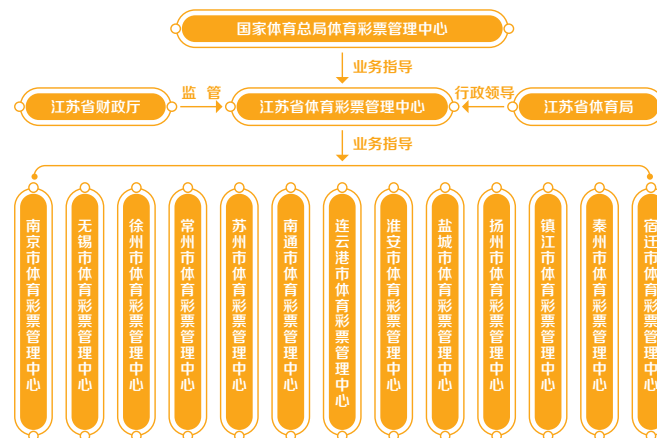 国家体育总局体育彩票管理中心
业务指导
江苏省财政厅
监 管
江苏省体育彩票管理中心
行政领导
江苏省体育局
业务指导
南京市体育彩票管理中心
无锡市体育彩票管理中心
徐州市体育彩票管理中心
常州市体育彩票管理中心
苏州市体育彩票管理中心
南通市体育彩票管理中心
连云港市体育彩票管理中心
淮安市体育彩票管理中心
盐城市体育彩票管理中心
扬州市体育彩票管理中心
镇江市体育彩票管理中心
秦州市体育彩票管理中心
宿迁市体育彩票管理中心